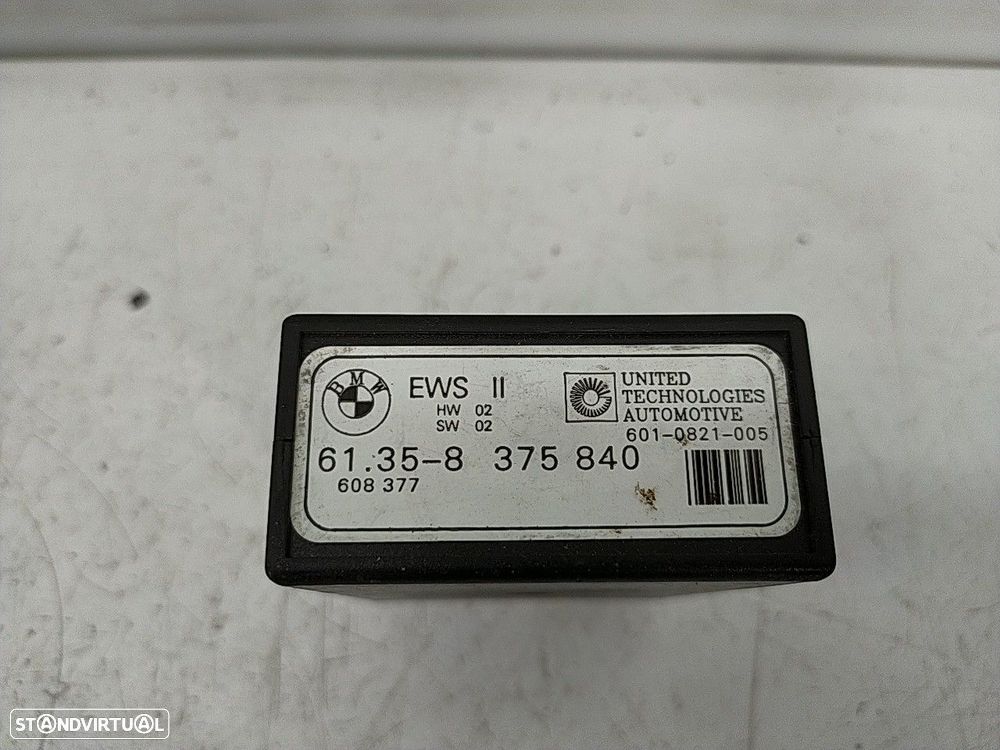 BMW
EWS II
HW 02
SW 02
UNITED
TECHNOLOGIES
AUTOMOTIVE
601-0821-005
61.35-8 375 840
608 377
STANDVIRTUAL